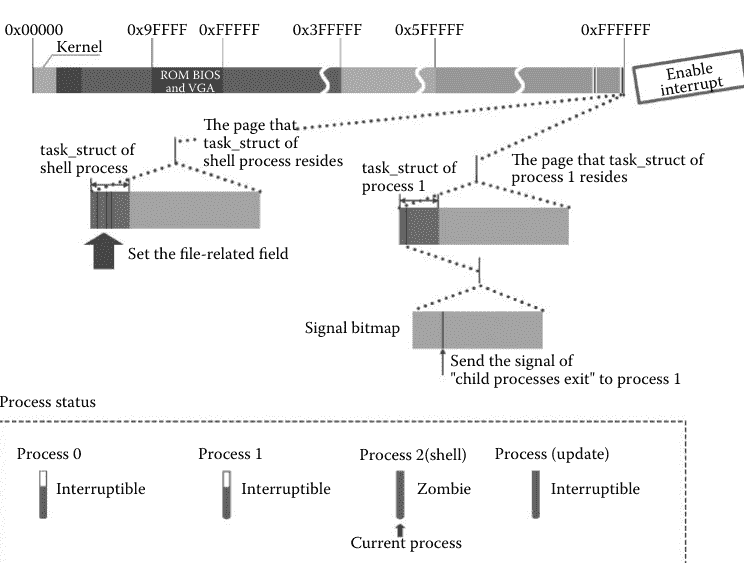 0x00000 0x9FFFF 0xFFFFF 0x3FFFFF 0x5FFFFF 0xFFFFFF
Kernel
ROM BIOS
and VGA
Enable
interrupt
The page that
task_struct of
shell process resides
task_struct of
shell process
Set the file-related field
task_struct of
process 1
The page that task_struct of
process 1 resides
Signal bitmap
Send the signal of
"child processes exit" to process 1
Process status
Process 0 Process 1 Process 2(shell) Process (update)
Interruptible Interruptible Zombie Interruptible
Current process